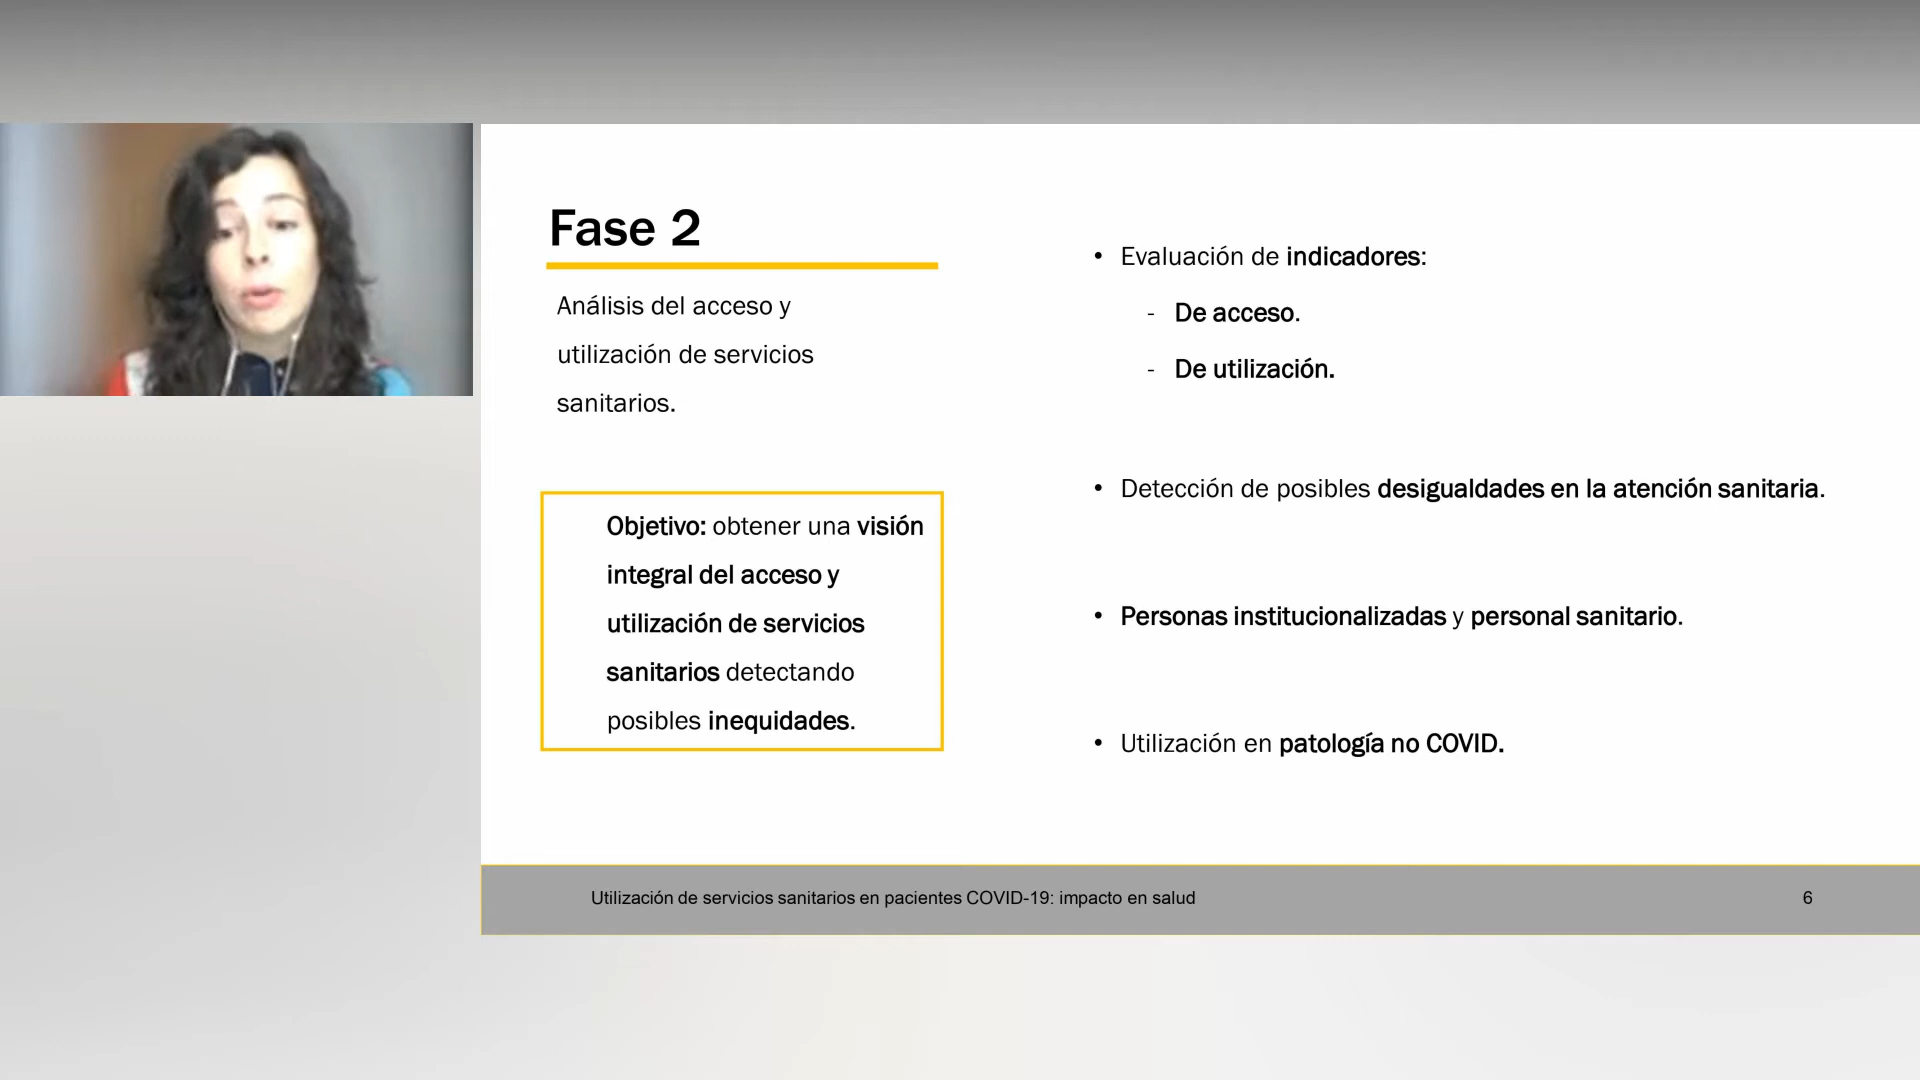 Fase 2
Análisis del acceso y
utilización de servicios
sanitarios.
Objetivo: obtener una visión
integral del acceso y
utilización de servicios
sanitarios detectando
posibles inequidades.
• Evaluación de indicadores:
- De acceso.
- De utilización.
• Detección de posibles desigualdades en la atención sanitaria.
• Personas institucionalizadas y personal sanitario.
• Utilización en patología no COVID.
Utilización de servicios sanitarios en pacientes COVID-19: impacto en salud
6